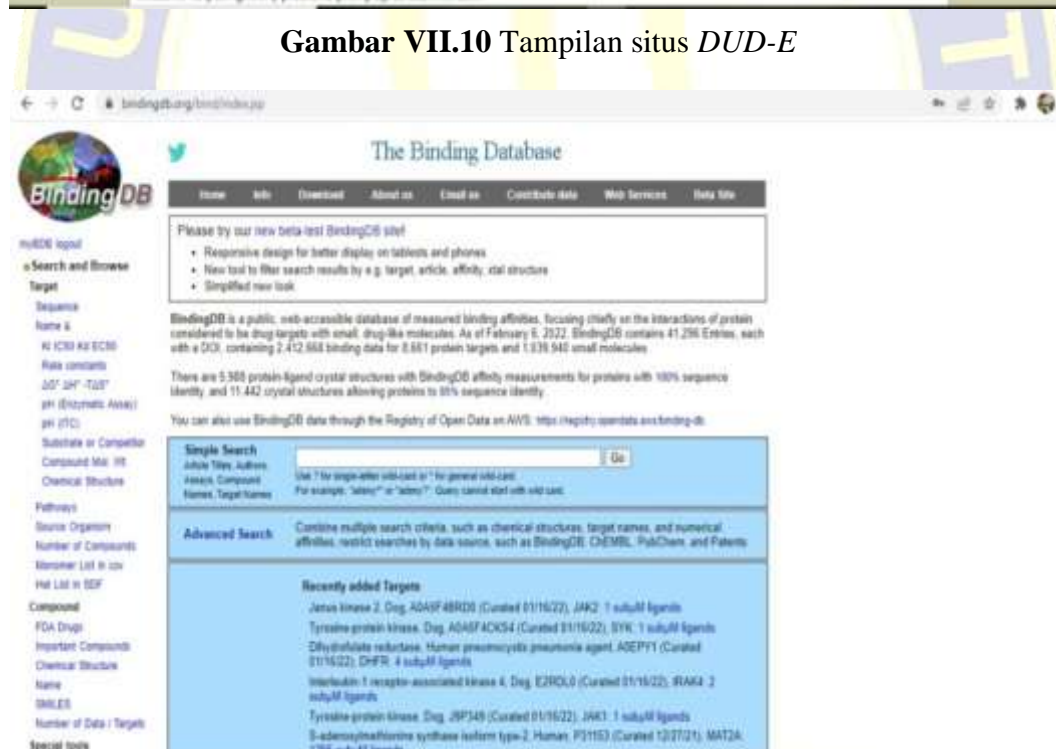 Gambar VII.10 Tampilan situs DUD-E
bindingdb.org/bind/index.jsp
BindingDB
The Binding Database
Home Info Download About us Email us Contribute data Web Services Beta Site
myBDB logout
Search and Browse
Target
Sequence
Name &
Ki IC50 Kd EC50
Rate constants
ΔG° ΔH° -TΔS°
pH (Enzymatic Assay)
pH (ITC)
Substrate or Competitor
Compound Mol. Wt
Chemical Structure
Pathways
Source Organism
Number of Compounds
Monomer List in csv
Het List in SDF
Compound
FDA Drugs
Important Compounds
Chemical Structure
Name
SMILES
Number of Data / Targets
Special tools
Please try our new beta-test BindingDB site!
• Responsive design for better display on tablests and phones
• New tool to filter search results by e.g. target, article, affinity, xtal structure
• Simplified new look
BindingDB is a public, web-accessible database of measured binding affinities, focusing chiefly on the interactions of protein
considered to be drug-targets with small, drug-like molecules. As of February 6, 2022, BindingDB contains 41,296 Entries, each
with a DOI, containing 2,412,668 binding data for 8,661 protein targets and 1,039,940 small molecules.
There are 5,988 protein-ligand crystal structures with BindingDB affinity measurements for proteins with 100% sequence
identity, and 11,442 crystal structures allowing proteins to 85% sequence identity.
You can also use BindingDB data through the Registry of Open Data on AWS: https://registry.opendata.aws/binding-db.
Simple Search
Article Titles, Authors,
Assays, Compound
Names, Target Names
Go
Use ? for single-letter wild-card or * for general wild-card.
For example, "adeny*" or "adeny?". Query cannot start with wild card.
Advanced Search
Combine multiple search criteria, such as chemical structures, target names, and numerical
affinities, restrict searches by data source, such as BindingDB, ChEMBL, PubChem, and Patents
Recently added Targets
Janus kinase 2, Dog, (Curated 01/16/22), JAK2: 1 subµM ligands
Tyrosine-protein kinase, Dog, (Curated 01/16/22), SYK: 1 subµM ligands
Dihydrofolate reductase, Human pneumocystis pneumonia agent, A0EPY1 (Curated
01/16/22), DHFR: 4 subµM ligands
Interleukin-1 receptor-associated kinase 4, Dog, E2RDL0 (Curated 01/16/22), IRAK4: 2
subµM ligands
Tyrosine-protein kinase, Dog, (Curated 01/16/22), JAK1: 1 subµM ligands
S-adenosylmethionine synthase isoform type-2, Human, P31153 (Curated 12/27/21), MAT2A:
subµM ligands